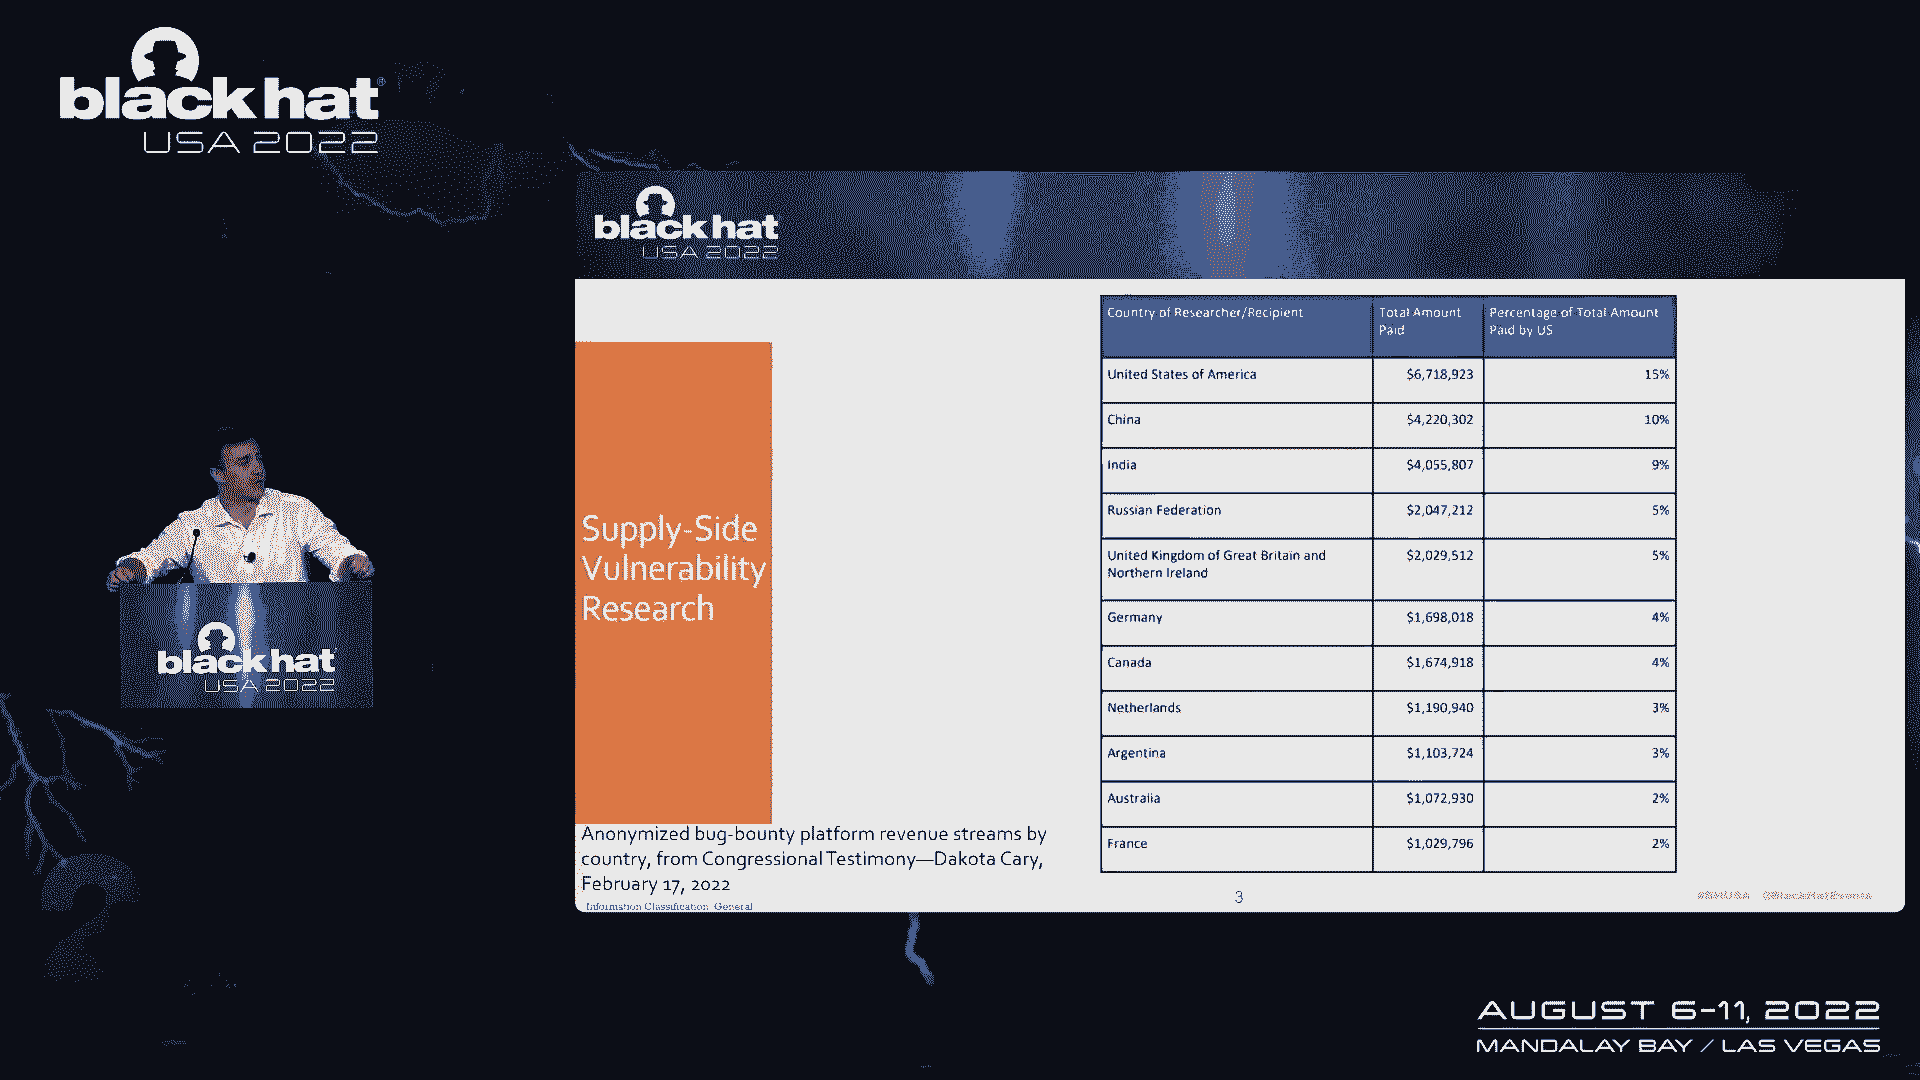 black hat®
USA 2022
black hat
USA 2022
Supply-Side
Vulnerability
Research
Anonymized bug-bounty platform revenue streams by
country, from Congressional Testimony—Dakota Cary,
February 17, 2022
Information Classification: General
Country of Researcher/Recipient Total Amount Paid Percentage of Total Amount Paid by US
United States of America $6,718,923 15%
China $4,220,302 10%
India $4,055,807 9%
Russian Federation $2,047,212 5%
United Kingdom of Great Britain and Northern Ireland $2,029,512 5%
Germany $1,698,018 4%
Canada $1,674,918 4%
Netherlands $1,190,940 3%
Argentina $1,103,724 3%
Australia $1,072,930 2%
France $1,029,796 2%
3
#BHUSA @BlackHatEvents
black hat
USA 2022
2
AUGUST 6-11, 2022
MANDALAY BAY / LAS VEGAS